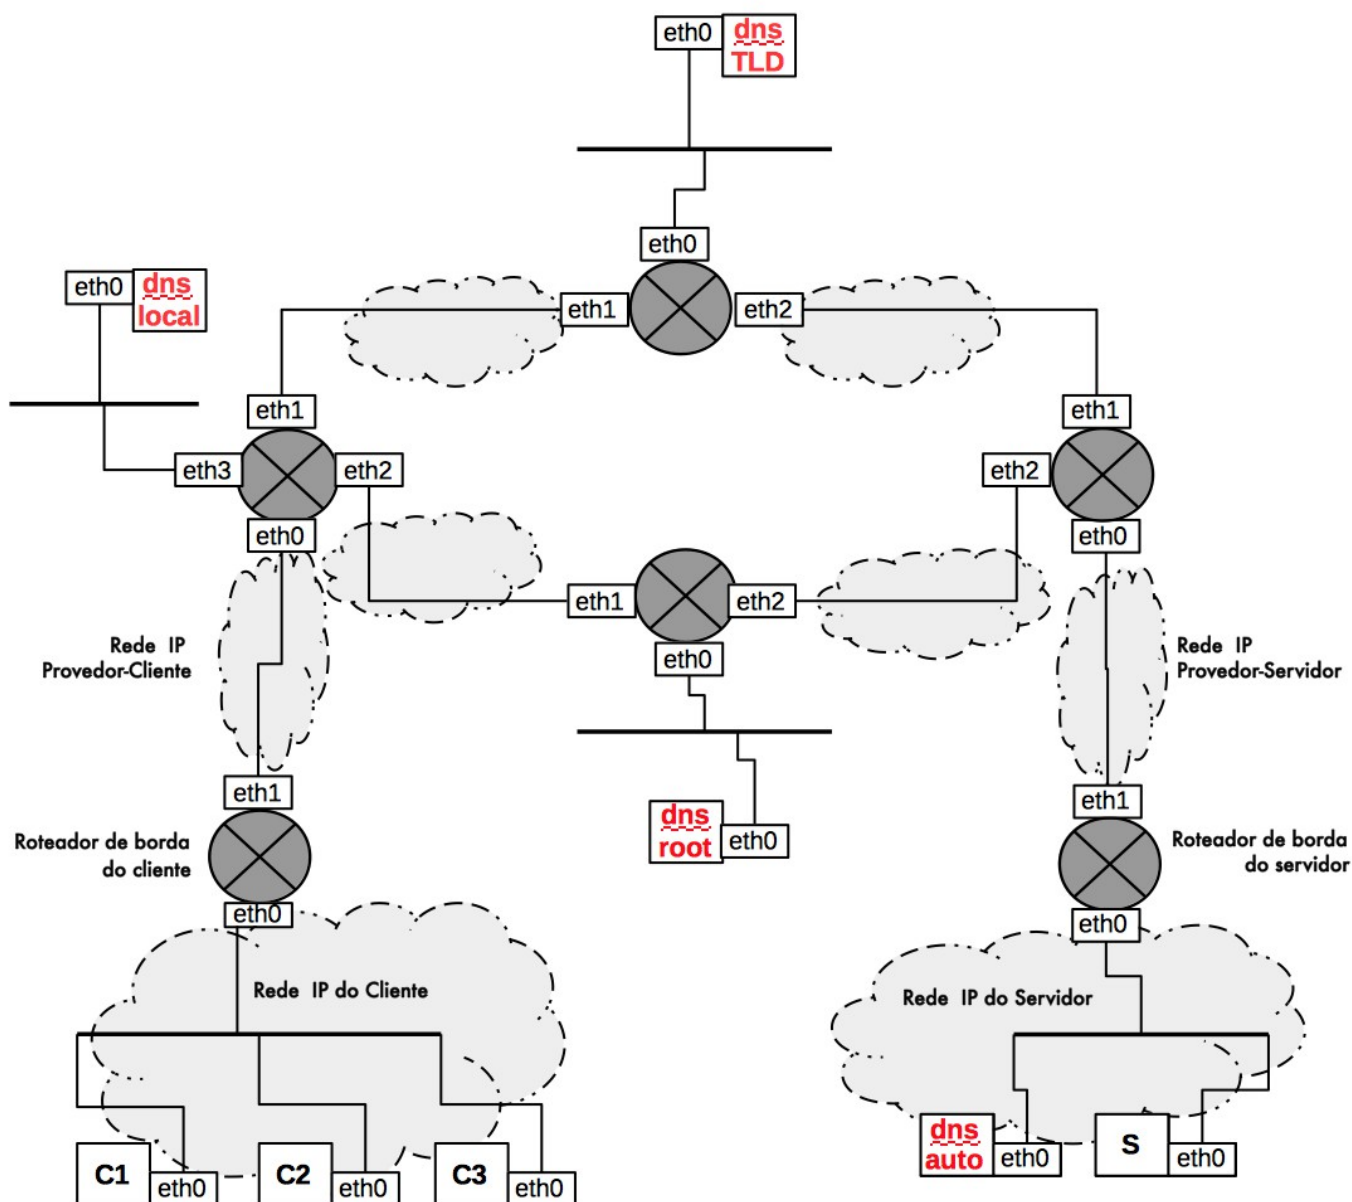 eth0
dns
TLD
eth0
eth0
dns
local
eth1
eth2
eth1
eth1
eth3
eth2
eth2
eth0
eth0
eth1
eth2
eth0
Rede IP
Provedor-Cliente
Rede IP
Provedor-Servidor
eth1
eth1
dns
root
eth0
Roteador de borda
do cliente
Roteador de borda
do servidor
eth0
eth0
Rede IP do Cliente
Rede IP do Servidor
dns
auto
eth0
S
eth0
C1
eth0
C2
eth0
C3
eth0